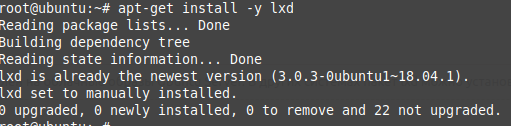 root@ubuntu:~# apt-get install -y lxd
Reading package lists... Done
Building dependency tree
Reading state information... Done
lxd is already the newest version (3.0.3-0ubuntu1~18.04.1).
lxd set to manually installed.
0 upgraded, 0 newly installed, 0 to remove and 22 not upgraded.
root@ubuntu:~#